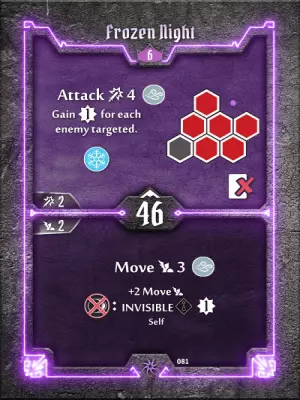 Frozen Night
6
Attack 4
Gain 1 for each
enemy targeted.
2
46
2
Move 3
+2 Move
: INVISIBLE 1
Self
081